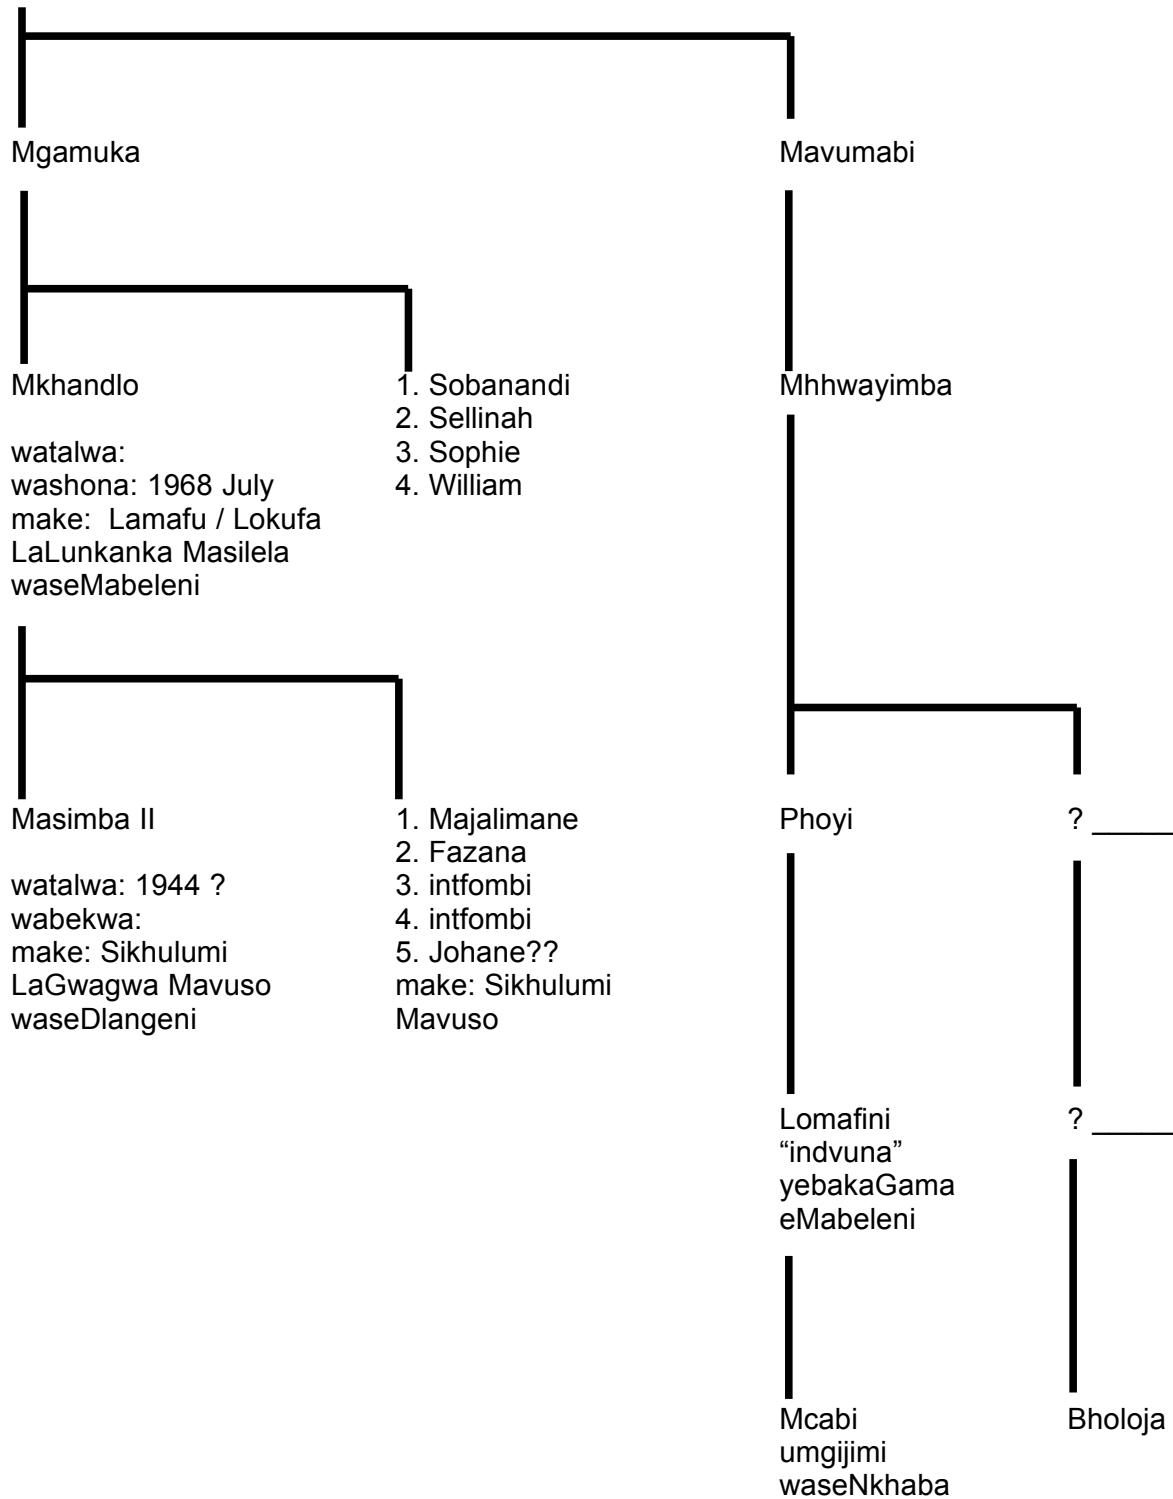 Mgamuka
Mavumabi
Mkhandlo
watalwa:
washona: 1968 July
make:  Lamafu / Lokufa
LaLunkanka Masilela
waseMabeleni
1. Sobanandi
2. Sellinah
3. Sophie
4. William
Mhhwayimba
Masimba II
watalwa: 1944 ?
wabekwa:
make: Sikhulumi
LaGwagwa Mavuso
waseDlangeni
1. Majalimane
2. Fazana
3. intfombi
4. intfombi
5. Johane??
make: Sikhulumi
Mavuso
Phoyi
? _____
Lomafini
“indvuna”
yebakaGama
eMabeleni
? _____
Mcabi
umgijimi
waseNkhaba
Bholoja